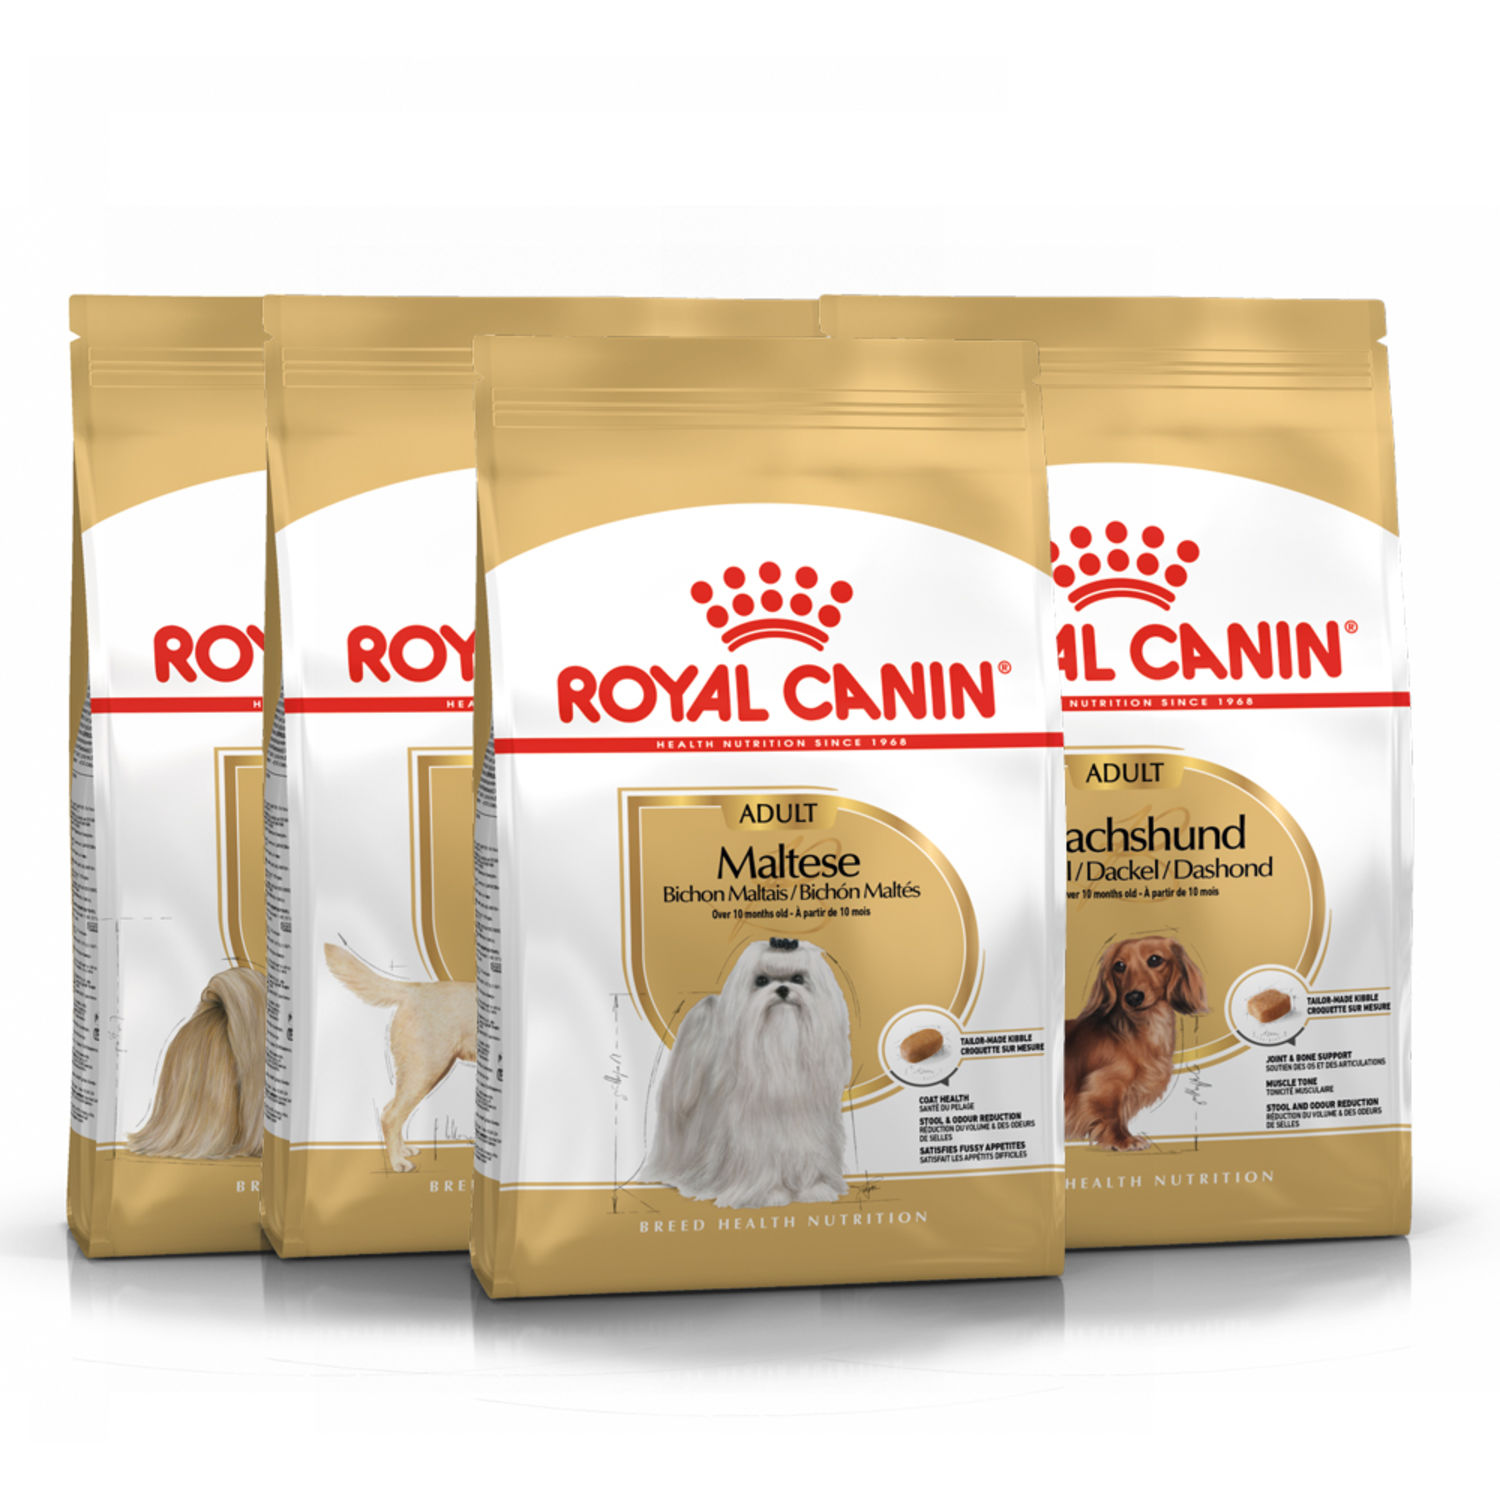 ROY
HE
BR
ROY
HEA
BRE
ROYAL CANIN®
HEALTH NUTRITION SINCE 1968
ADULT
Maltese
Bichon Maltais / Bichón Maltés
Over 10 months old - À partir de 10 mois
TAILOR-MADE KIBBLE
CROQUETTE SUR MESURE
COAT HEALTH
SANTÉ DU PELAGE
STOOL & ODOUR REDUCTION
RÉDUCTION DU VOLUME & DES ODEURS
DE SELLES
SATISFIES FUSSY APPETITES
SATISFAIT LES APPÉTITS DIFFICILES
BREED HEALTH NUTRITION
AL CANIN®
NUTRITION SINCE 1968
ADULT
achshund
l / Dackel / Dashond
ver 10 months old - À partir de 10 mois
TAILOR-MADE KIBBLE
CROQUETTE SUR MESURE
JOINT & BONE SUPPORT
SOUTIEN DES OS ET DES ARTICULATIONS
MUSCLE TONE
TONICITÉ MUSCULAIRE
STOOL AND ODOUR REDUCTION
RÉDUCTION DU VOLUME & DES ODEURS
DE SELLES
HEALTH NUTRITION